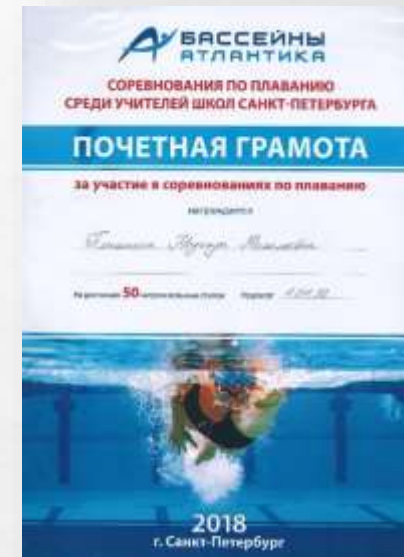 БАССЕЙНЫ
АТЛАНТИКА
СОРЕВНОВАНИЯ ПО ПЛАВАНИЮ
СРЕДИ УЧИТЕЛЕЙ ШКОЛ САНКТ-ПЕТЕРБУРГА
ПОЧЕТНАЯ ГРАМОТА
за участие в соревнованиях по плаванию
награждается
50
2018
г. Санкт-Петербург